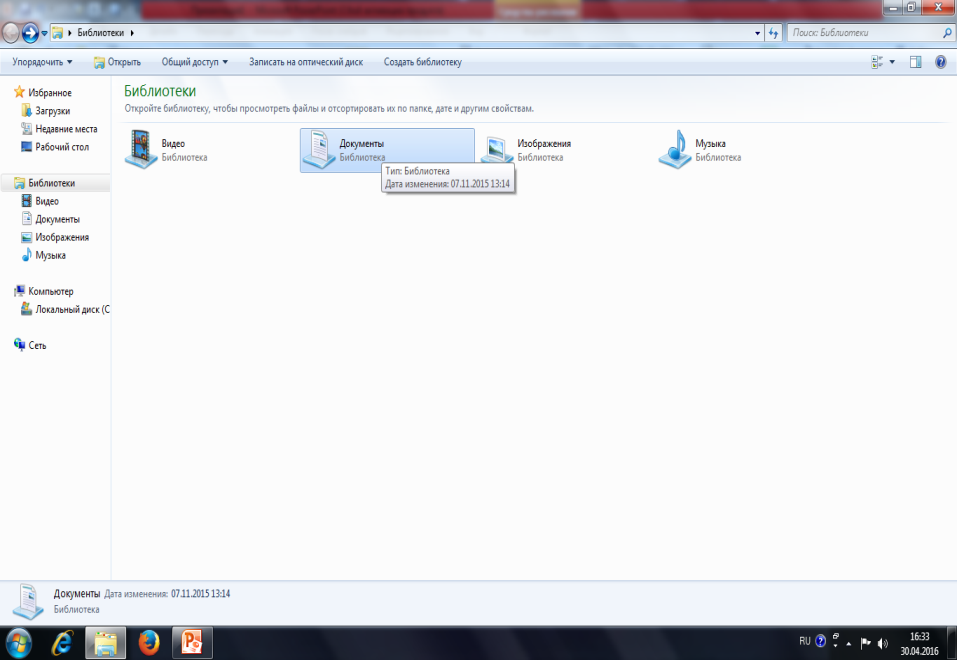 Библиотеки
Поиск: Библиотеки
Упорядочить Открыть Общий доступ Записать на оптический диск Создать библиотеку
Избранное
Загрузки
Недавние места
Рабочий стол
Библиотеки
Видео
Документы
Изображения
Музыка
Компьютер
Локальный диск (C
Сеть
Библиотеки
Откройте библиотеку, чтобы просмотреть файлы и отсортировать их по папке, дате и другим свойствам.
Видео
Библиотека
Документы
Библиотека
Изображения
Библиотека
Музыка
Библиотека
Тип: Библиотека
Дата изменения: 07.11.2015 13:14
Документы Дата изменения: 07.11.2015 13:14
Библиотека
RU
16:33
30.04.2016